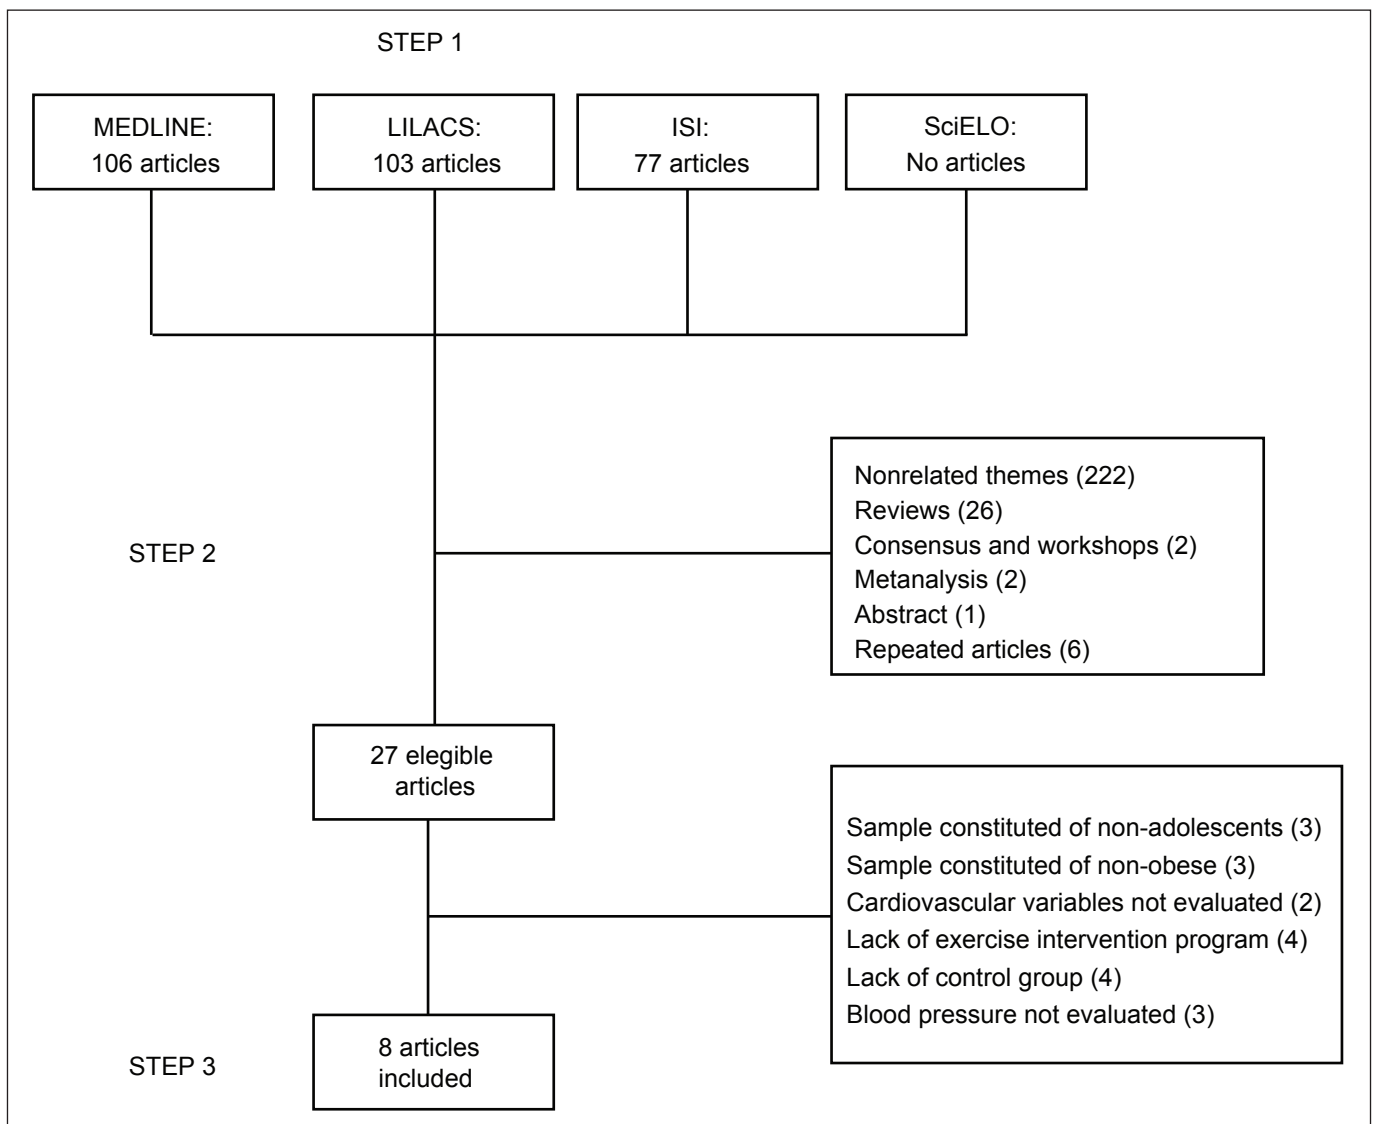 STEP 1
MEDLINE:
106 articles
LILACS:
103 articles
ISI:
77 articles
SciELO:
No articles
STEP 2
Nonrelated themes (222)
Reviews (26)
Consensus and workshops (2)
Metanalysis (2)
Abstract (1)
Repeated articles (6)
27 elegible
articles
Sample constituted of non-adolescents (3)
Sample constituted of non-obese (3)
Cardiovascular variables not evaluated (2)
Lack of exercise intervention program (4)
Lack of control group (4)
Blood pressure not evaluated (3)
STEP 3
8 articles
included